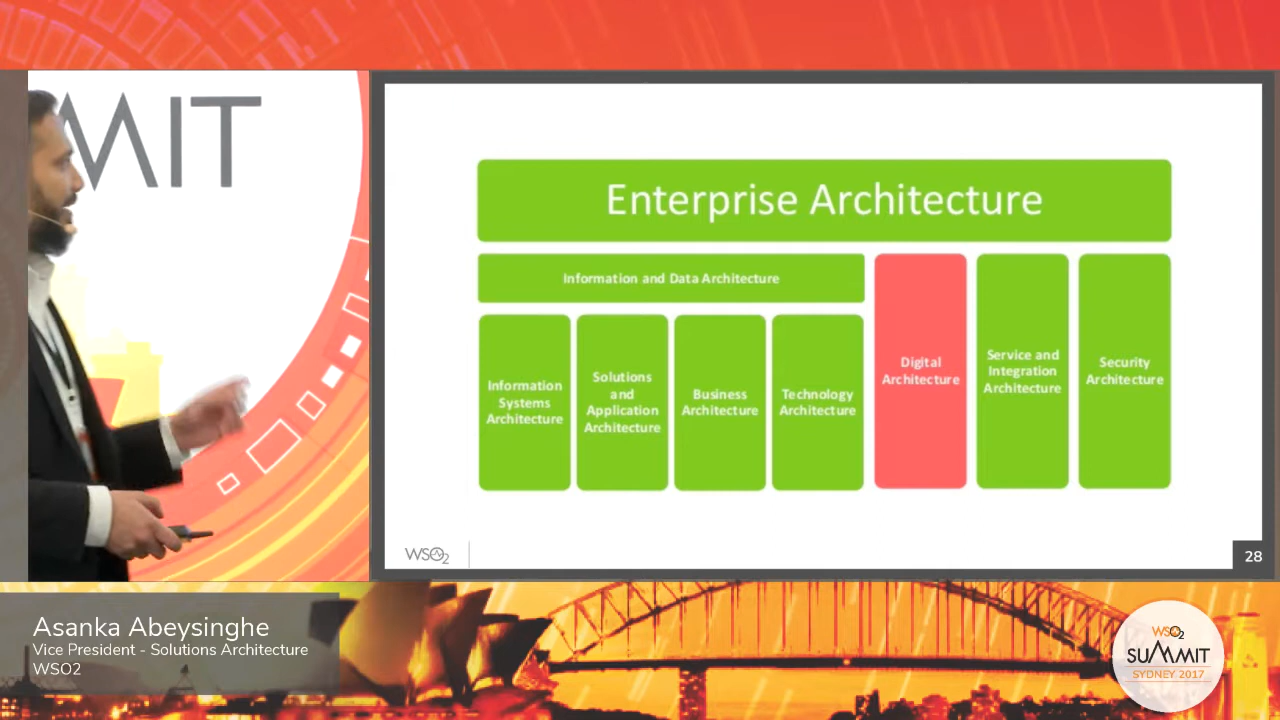 MIT
Enterprise Architecture
Information and Data Architecture
Information
Systems
Architecture
Solutions
and
Application
Architecture
Business
Architecture
Technology
Architecture
Digital
Architecture
Service and
Integration
Architecture
Security
Architecture
WSO2
28
Asanka Abeysinghe
Vice President - Solutions Architecture
WSO2
WSO2
SUMMIT
SYDNEY 2017